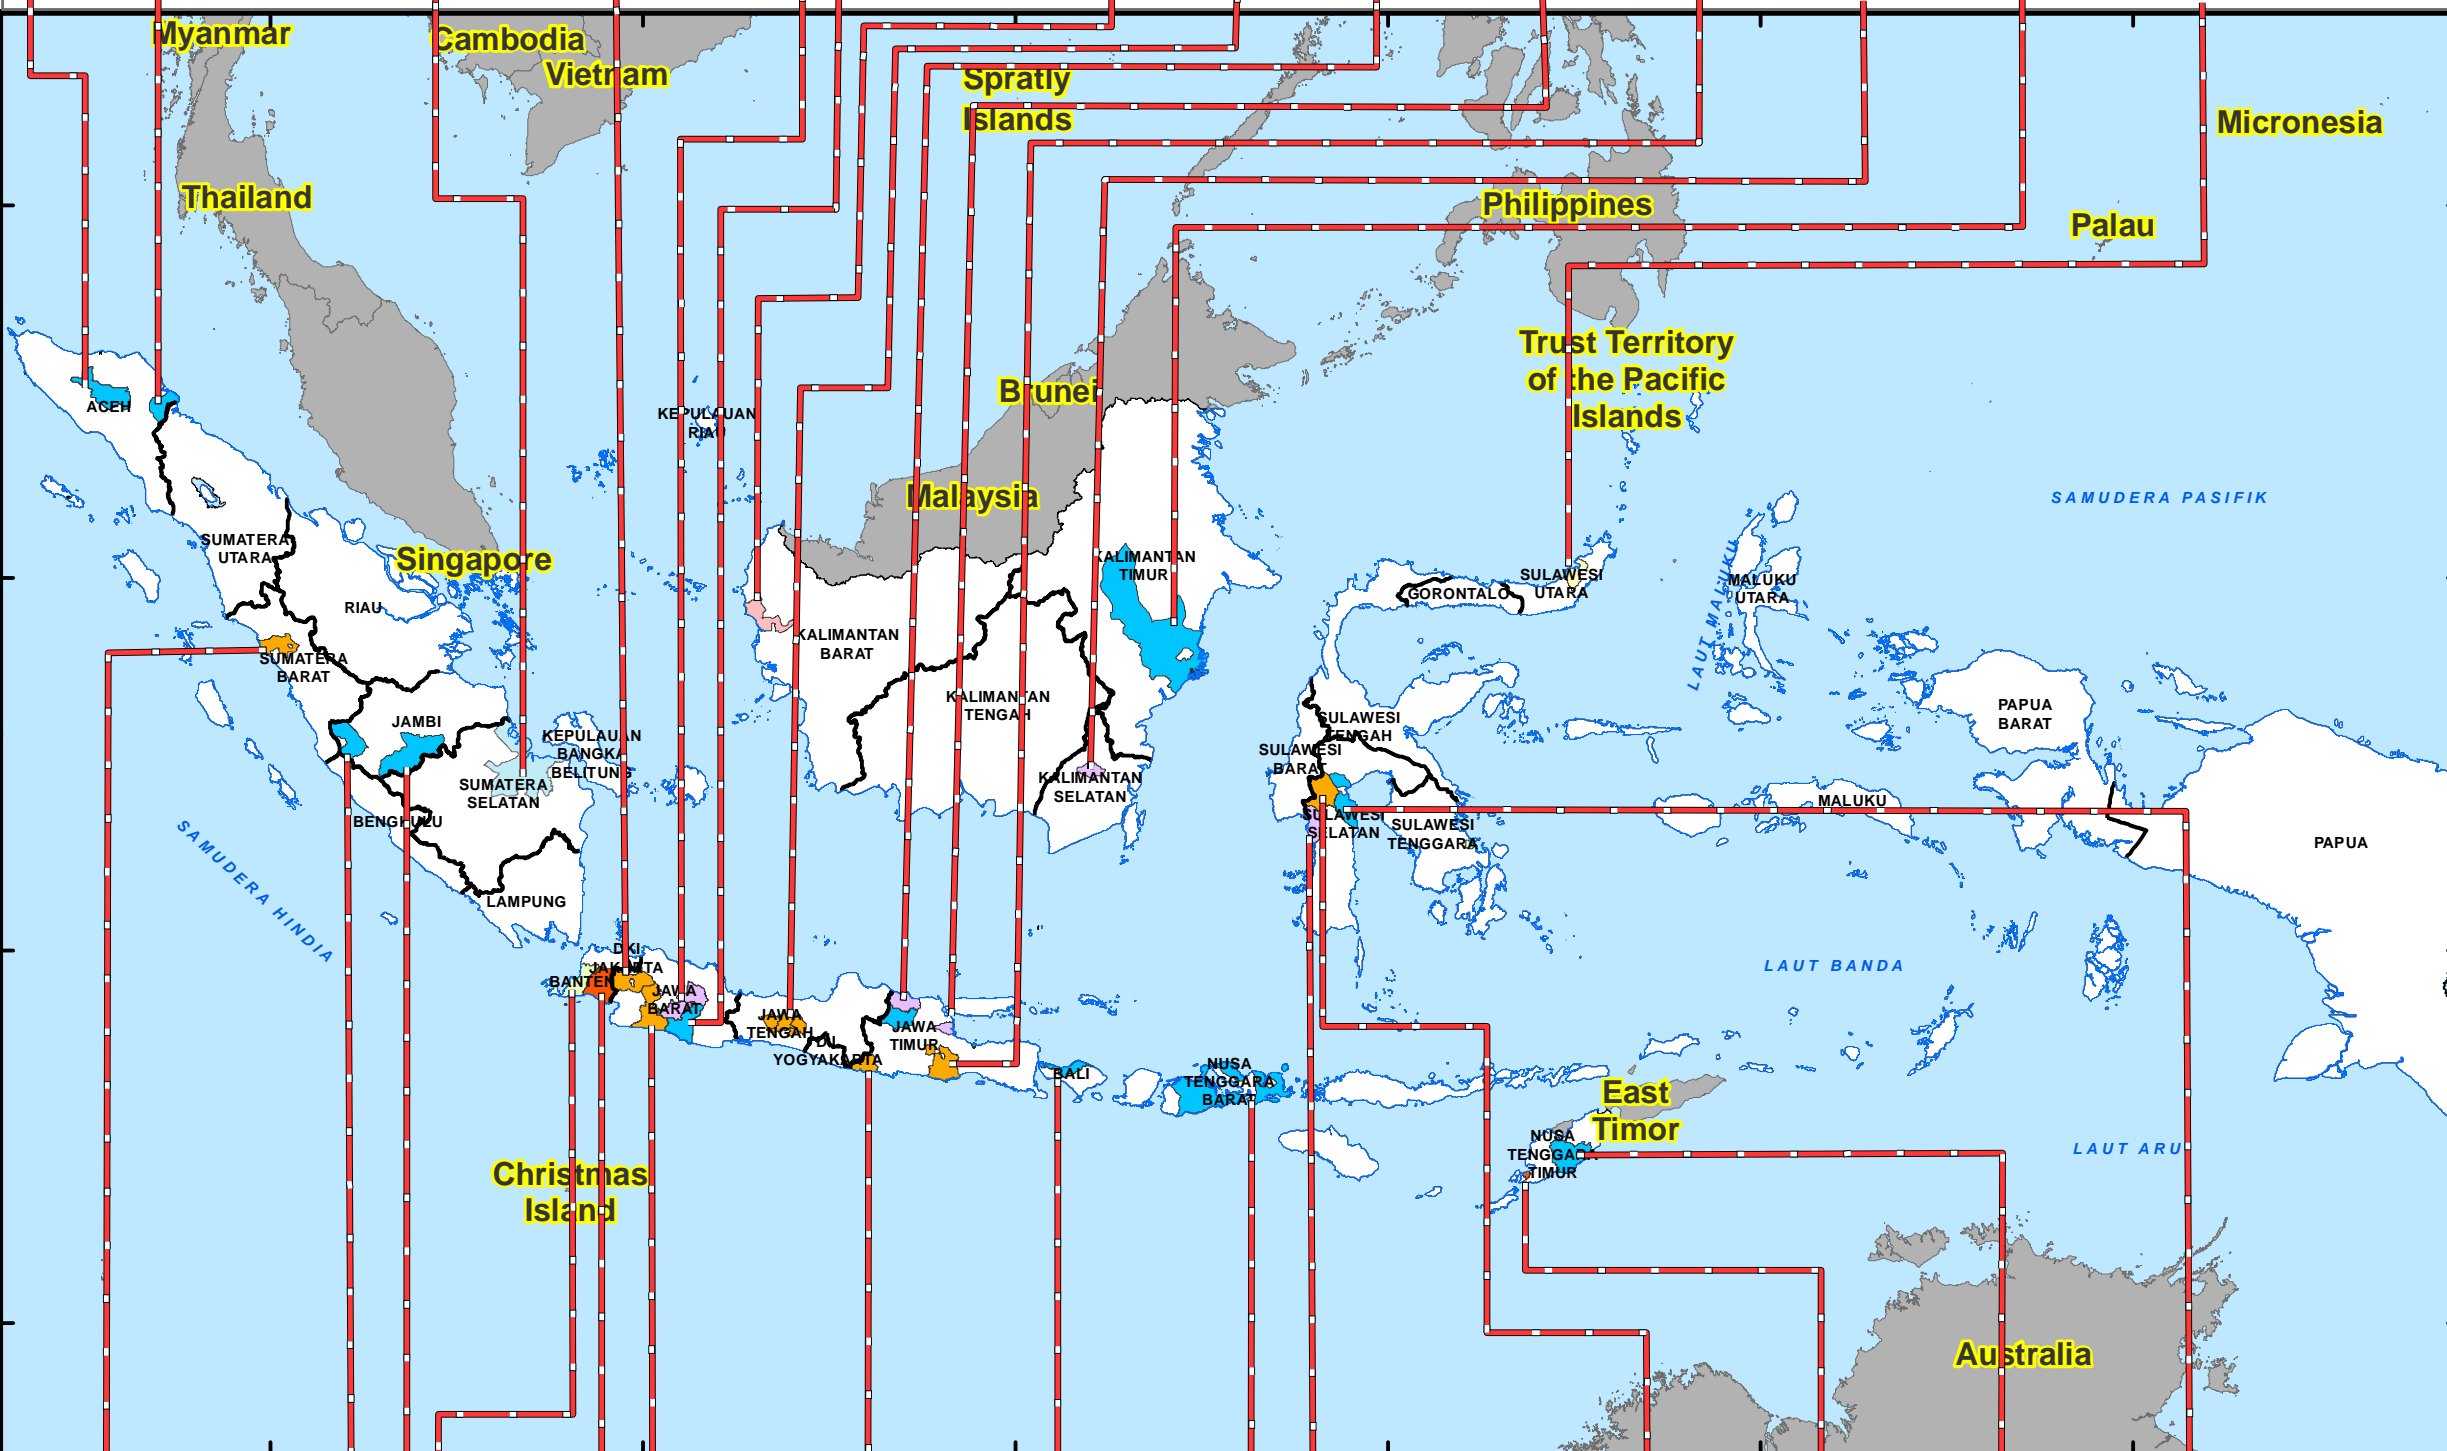 Myanmar
Cambodia
Vietnam
Spratly
Islands
Micronesia
Thailand
Philippines
Palau
Trust Territory
of the Pacific
Islands
Brunei
ACEH
KEPULAUAN
RIAU
Malaysia
SAMUDERA PASIFIK
SUMATERA
UTARA
Singapore
KALIMANTAN
TIMUR
SULAWESI
UTARA
GORONTALO
MALUKU
UTARA
LAUT MALUKU
RIAU
KALIMANTAN
BARAT
SUMATERA
BARAT
KALIMANTAN
TENGAH
PAPUA
BARAT
JAMBI
KEPULAUAN
BANGKA
BELITUNG
SULAWESI
TENGAH
SULAWESI
BARAT
SUMATERA
SELATAN
KALIMANTAN
SELATAN
MALUKU
BENGKULU
SULAWESI
SELATAN
SULAWESI
TENGGARA
PAPUA
SAMUDERA HINDIA
LAMPUNG
DKI
JAKARTA
BANTEN
JAWA
BARAT
LAUT BANDA
JAWA
TENGAH
DI
YOGYAKARTA
JAWA
TIMUR
BALI
NUSA
TENGGARA
BARAT
East
Timor
NUSA
TENGGARA
TIMUR
LAUT ARU
Christmas
Island
Australia